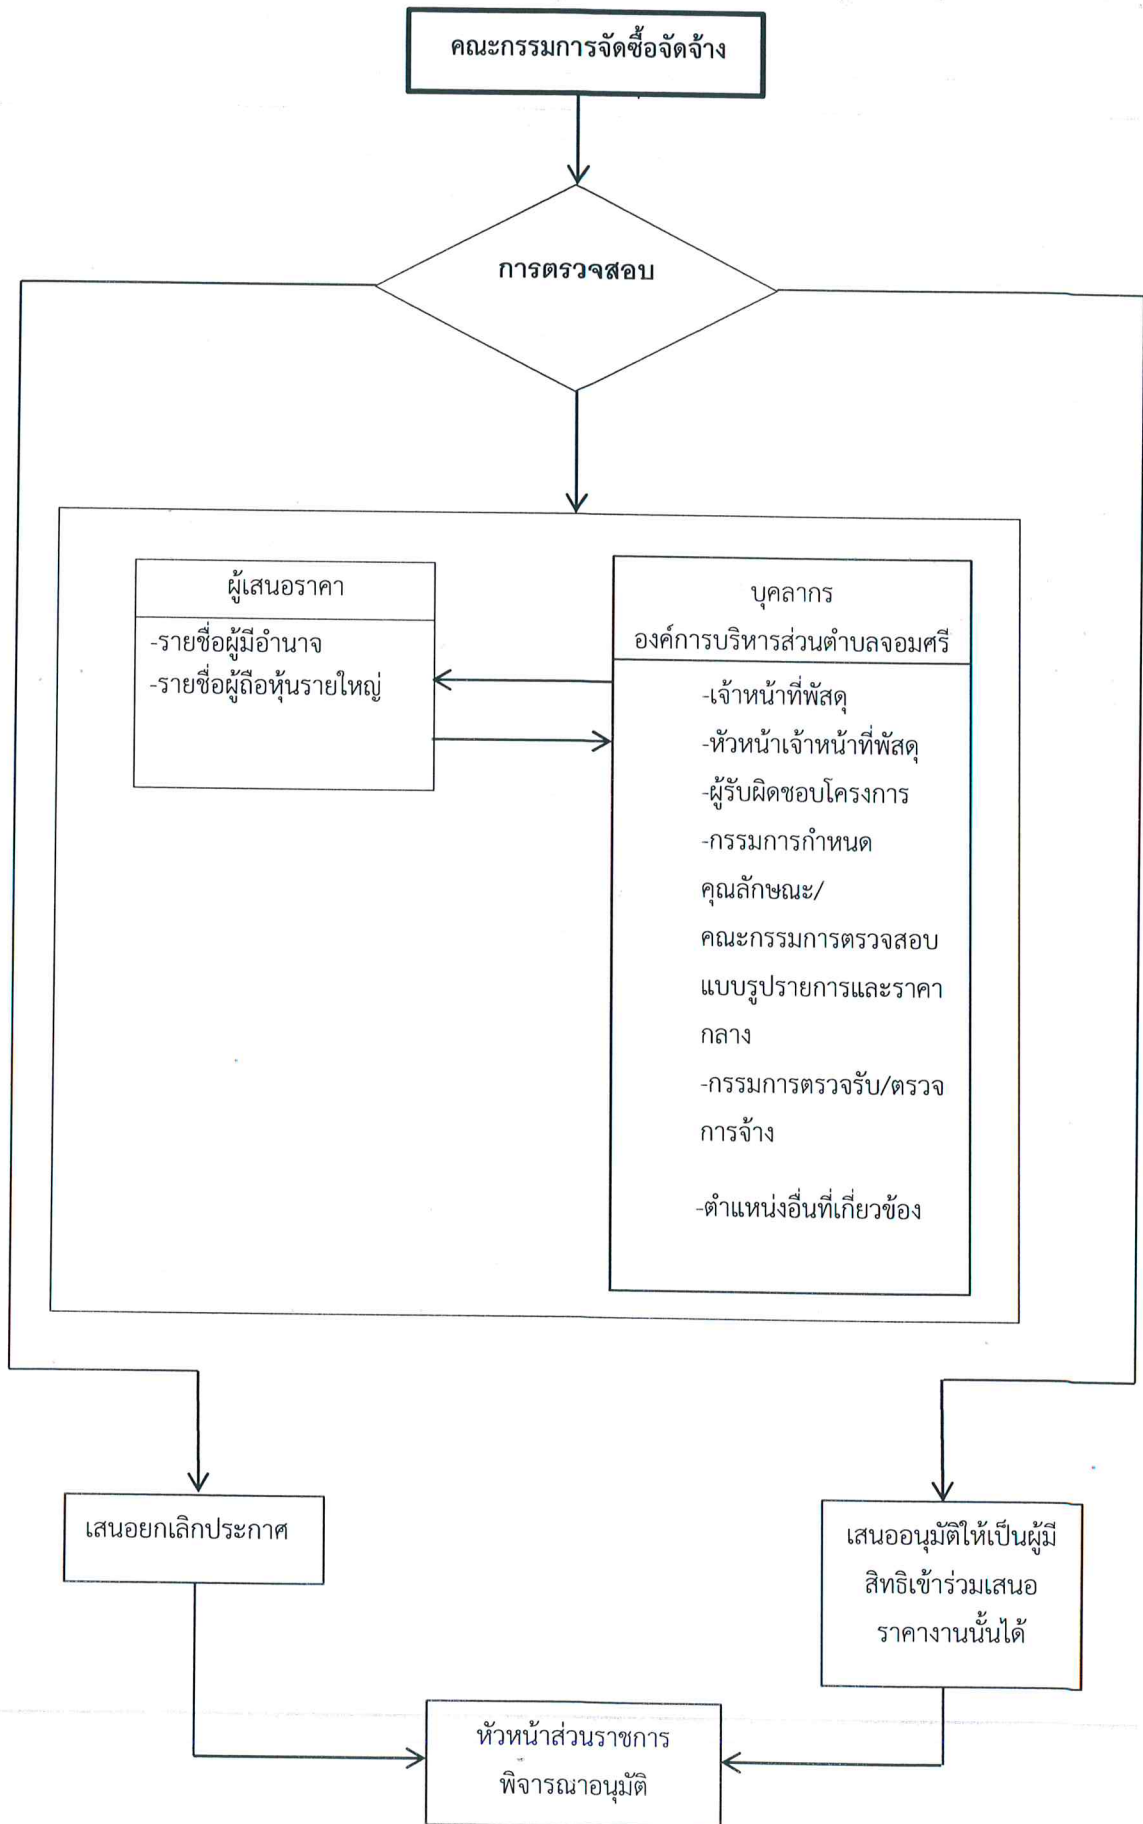 คณะกรรมการจัดซื้อจัดจ้าง
การตรวจสอบ
ผู้เสนอราคา
-รายชื่อผู้มีอำนาจ
-รายชื่อผู้ถือหุ้นรายใหญ่
บุคลากร
องค์การบริหารส่วนตำบลจอมศรี
-เจ้าหน้าที่พัสดุ
-หัวหน้าเจ้าหน้าที่พัสดุ
-ผู้รับผิดชอบโครงการ
-กรรมการกำหนด
คุณลักษณะ/
คณะกรรมการตรวจสอบ
แบบรูปรายการและราคา
กลาง
-กรรมการตรวจรับ/ตรวจ
การจ้าง
-ตำแหน่งอื่นที่เกี่ยวข้อง
เสนอยกเลิกประกาศ
เสนออนุมัติให้เป็นผู้มี
สิทธิเข้าร่วมเสนอ
ราคางานนั้นได้
หัวหน้าส่วนราชการ
พิจารณาอนุมัติ